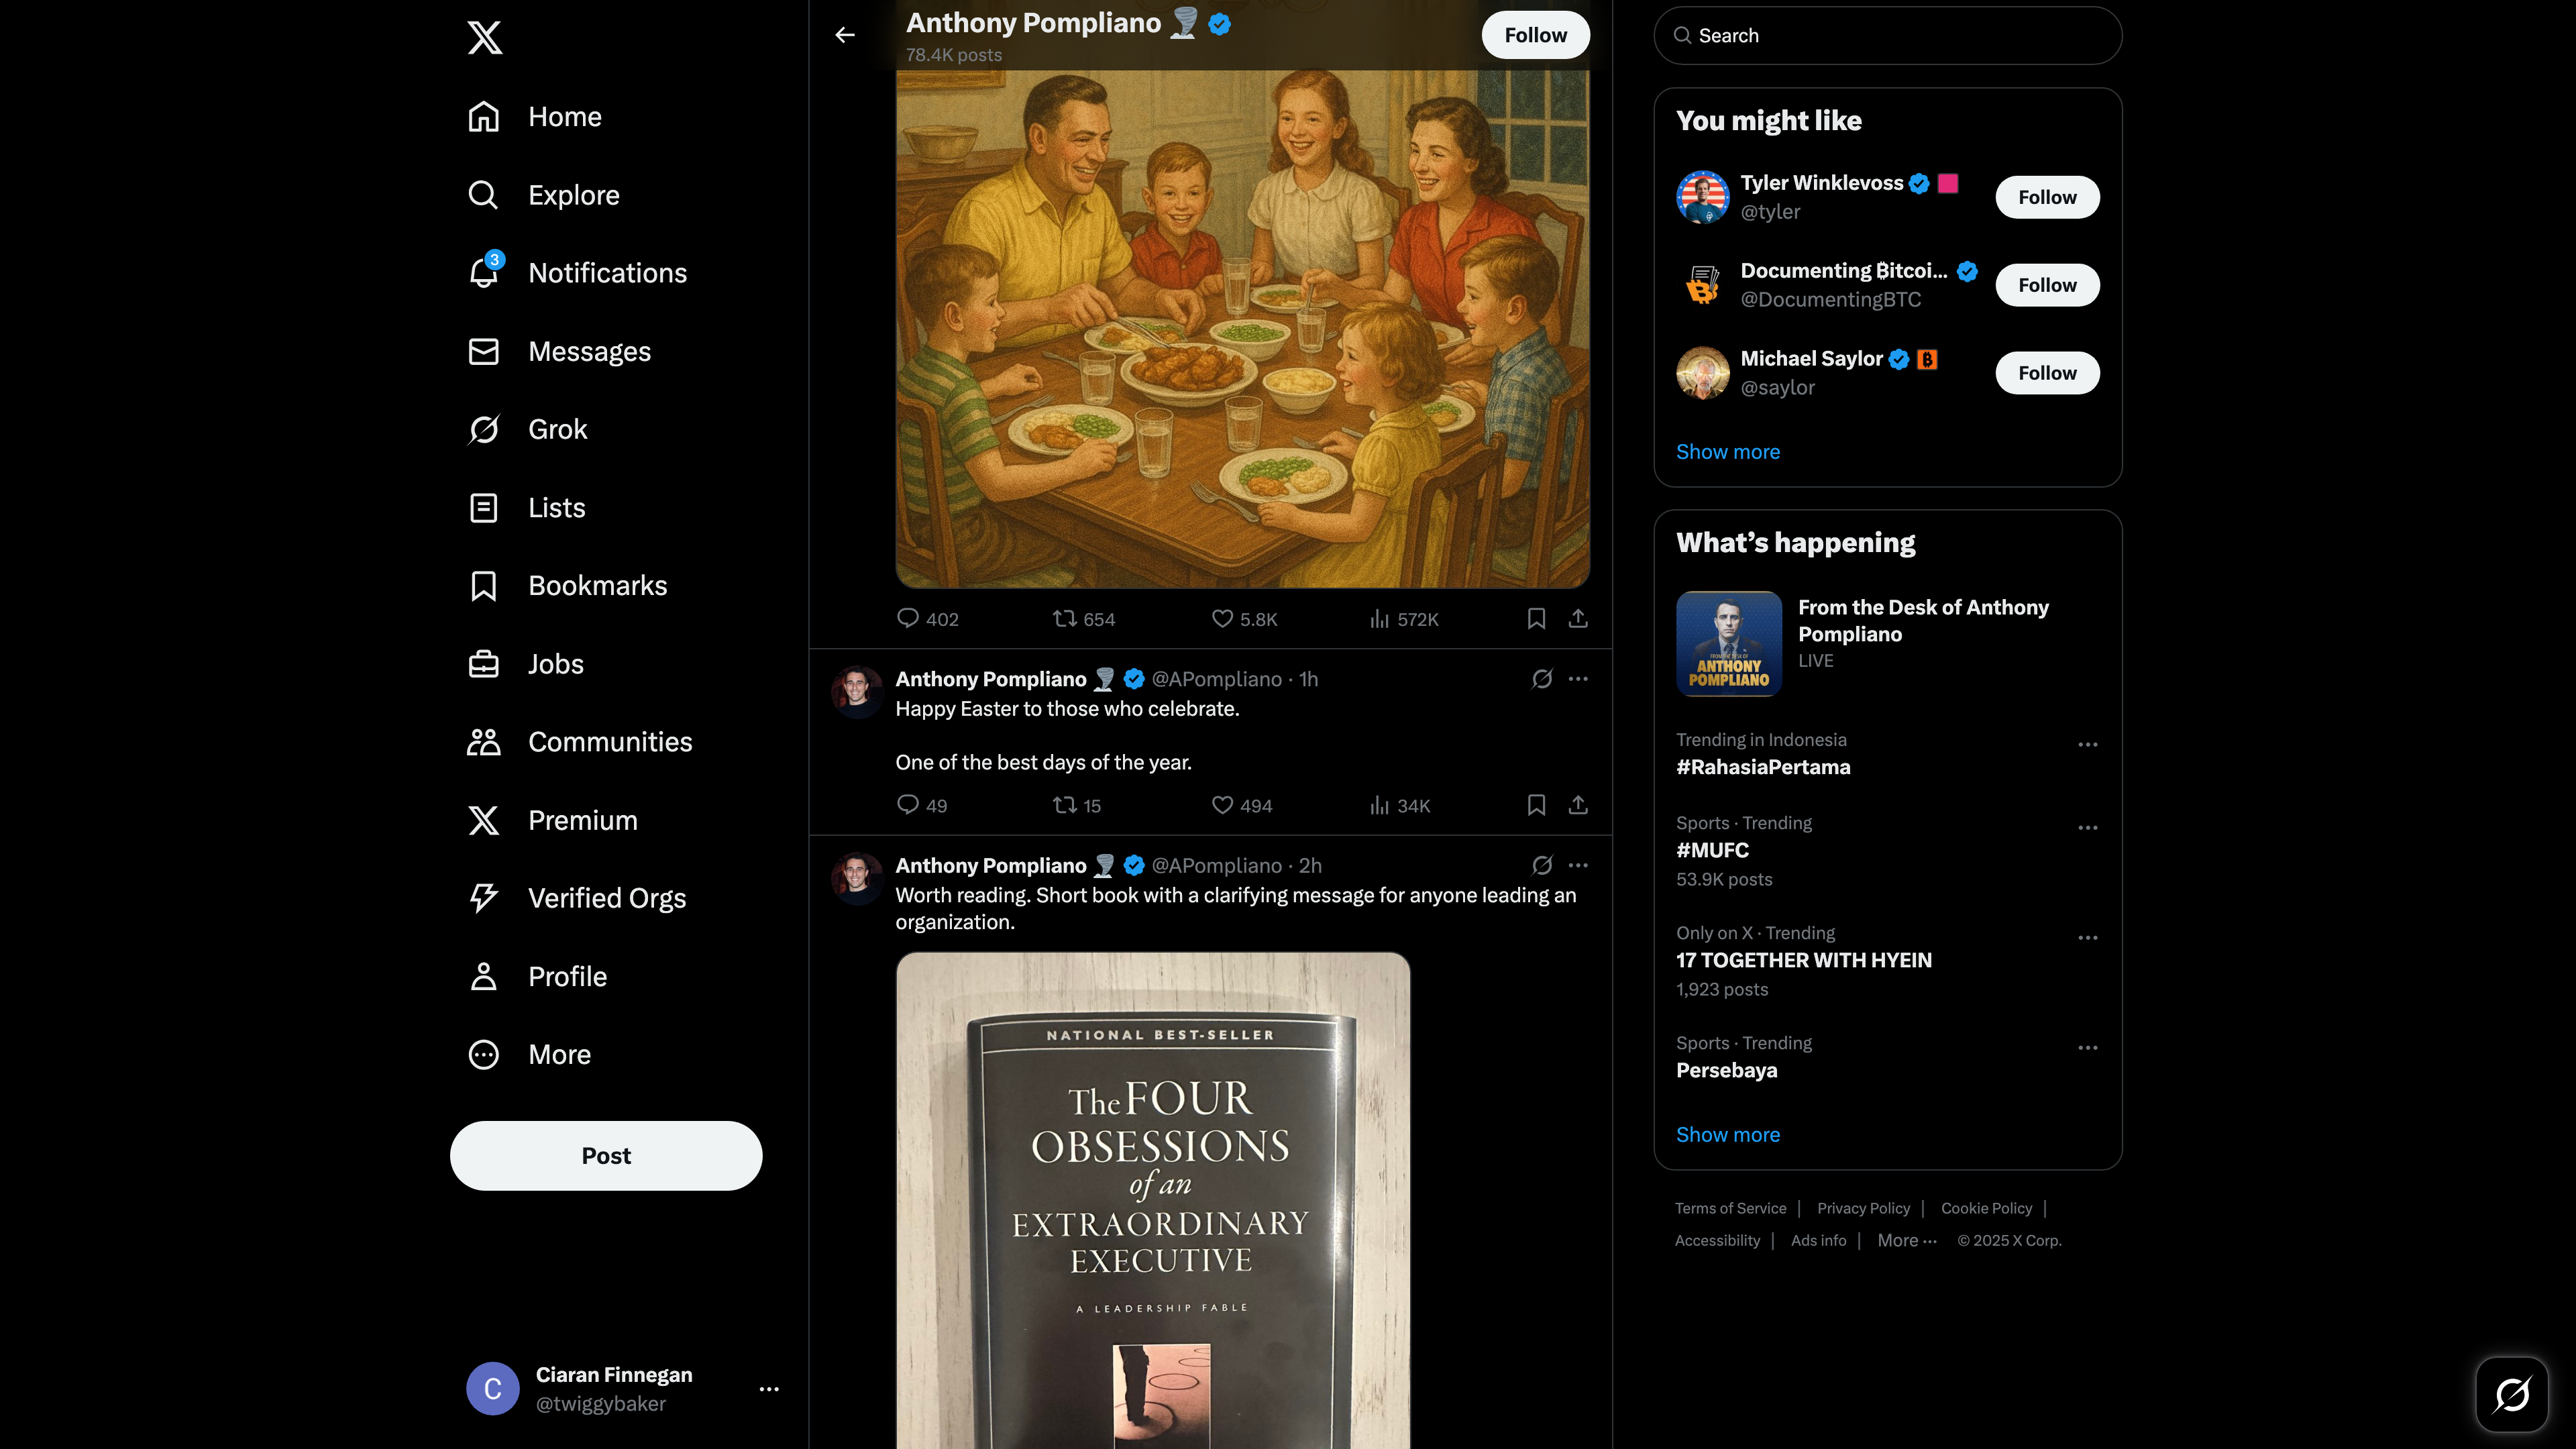 Home
Explore
3
Notifications
Messages
Grok
Lists
Bookmarks
Jobs
Communities
Premium
Verified Orgs
Profile
More
Post
C
Ciaran Finnegan
@twiggybaker
Anthony Pompliano 🌪️
78.4K posts
Follow
402 654 5.8K 572K
Anthony Pompliano 🌪️ @APompliano · 1h
Happy Easter to those who celebrate.
One of the best days of the year.
49 15 494 34K
Anthony Pompliano 🌪️ @APompliano · 2h
Worth reading. Short book with a clarifying message for anyone leading an
organization.
NATIONAL BEST-SELLER
The FOUR
OBSESSIONS
of an
EXTRAORDINARY
EXECUTIVE
A LEADERSHIP FABLE
Search
You might like
Tyler Winklevoss
@tyler
Follow
Documenting ₿itcoi...
@DocumentingBTC
Follow
Michael Saylor
@saylor
Follow
Show more
What’s happening
FROM THE DESK OF
ANTHONY
POMPLIANO
From the Desk of Anthony
Pompliano
LIVE
Trending in Indonesia
#RahasiaPertama
Sports · Trending
#MUFC
53.9K posts
Only on X · Trending
17 TOGETHER WITH HYEIN
1,923 posts
Sports · Trending
Persebaya
Show more
Terms of Service | Privacy Policy | Cookie Policy |
Accessibility | Ads info | More ··· © 2025 X Corp.